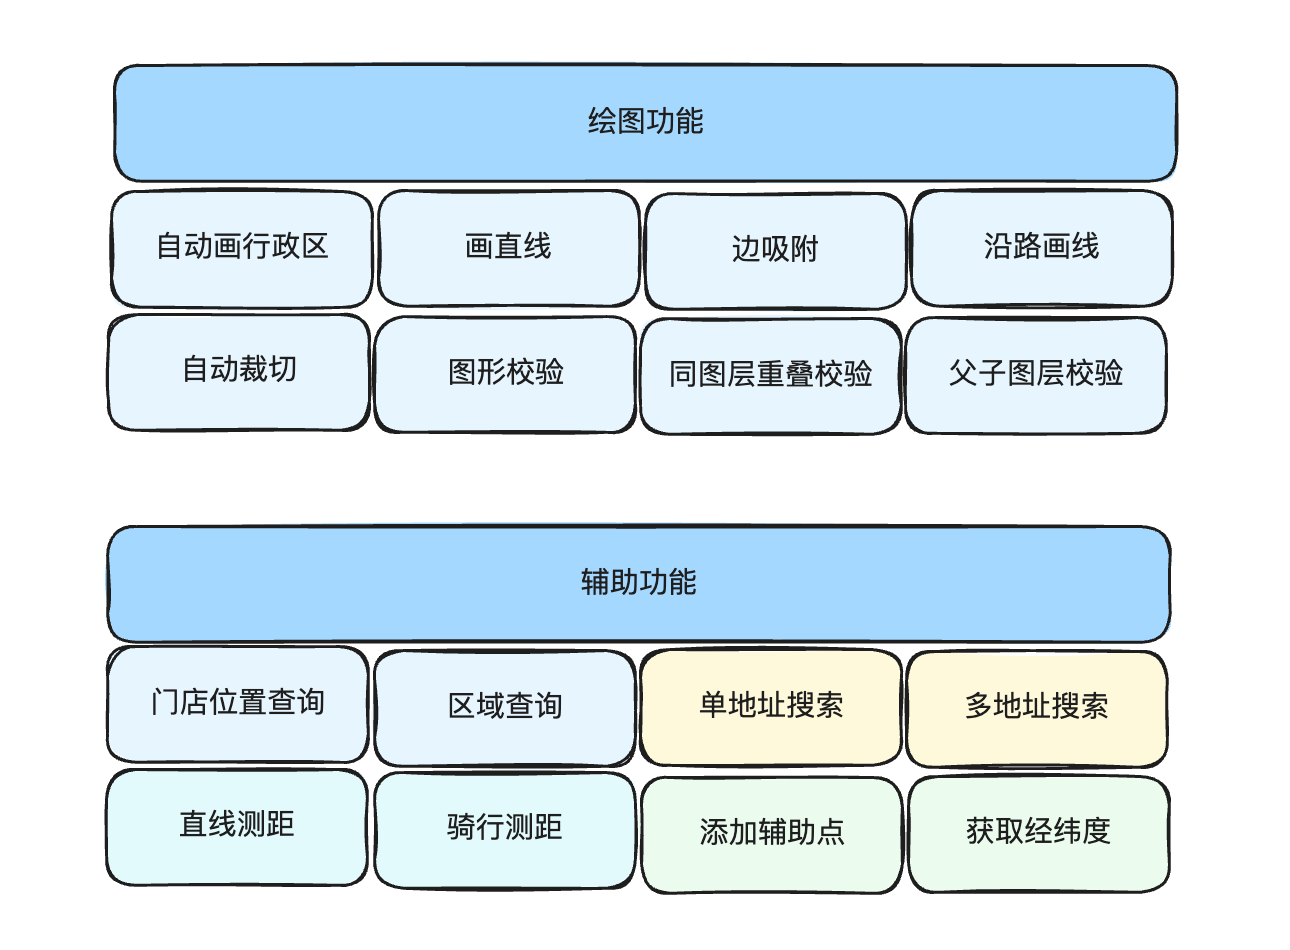 绘图功能
自动画行政区
画直线
边吸附
沿路画线
自动裁切
图形校验
同图层重叠校验
父子图层校验
辅助功能
门店位置查询
区域查询
单地址搜索
多地址搜索
直线测距
骑行测距
添加辅助点
获取经纬度